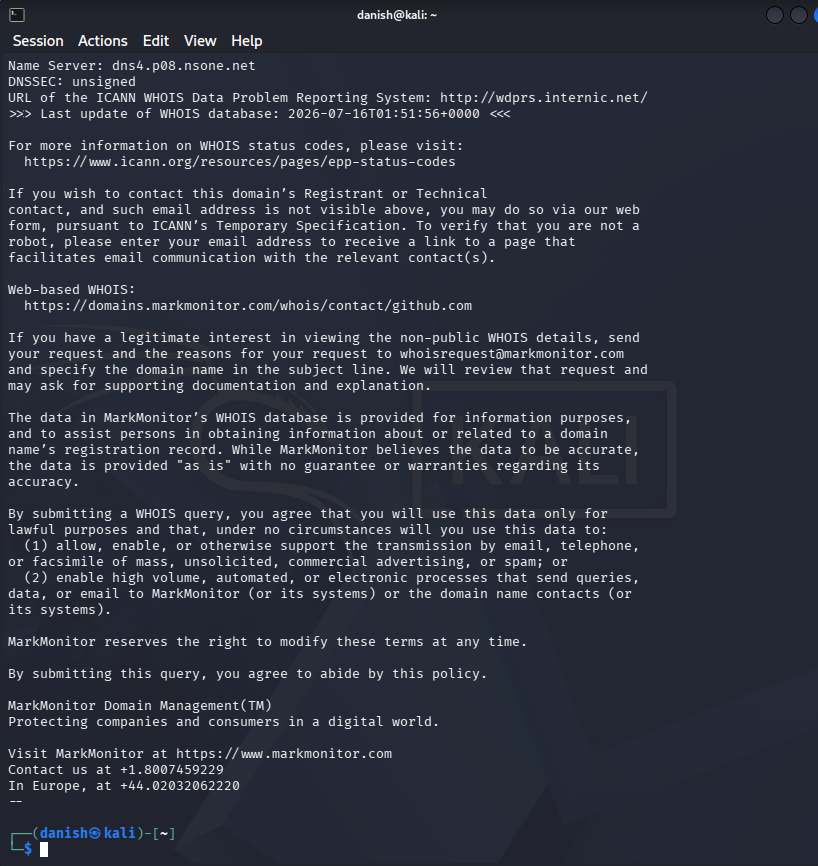 danish@kali: ~
Session Actions Edit View Help
Name Server: dns4.p08.nsone.net
DNSSEC: unsigned
URL of the ICANN WHOIS Data Problem Reporting System: http://wdprs.internic.net/
>>> Last update of WHOIS database: 2026-07-16T01:51:56+0000 <<<

For more information on WHOIS status codes, please visit:
  https://www.icann.org/resources/pages/epp-status-codes

If you wish to contact this domain’s Registrant or Technical
contact, and such email address is not visible above, you may do so via our web
form, pursuant to ICANN’s Temporary Specification. To verify that you are not a
robot, please enter your email address to receive a link to a page that
facilitates email communication with the relevant contact(s).

Web-based WHOIS:
  https://domains.markmonitor.com/whois/contact/github.com

If you have a legitimate interest in viewing the non-public WHOIS details, send
your request and the reasons for your request to whoisrequest@markmonitor.com
and specify the domain name in the subject line. We will review that request and
may ask for supporting documentation and explanation.

The data in MarkMonitor’s WHOIS database is provided for information purposes,
and to assist persons in obtaining information about or related to a domain
name’s registration record. While MarkMonitor believes the data to be accurate,
the data is provided "as is" with no guarantee or warranties regarding its
accuracy.

By submitting a WHOIS query, you agree that you will use this data only for
lawful purposes and that, under no circumstances will you use this data to:
  (1) allow, enable, or otherwise support the transmission by email, telephone,
or facsimile of mass, unsolicited, commercial advertising, or spam; or
  (2) enable high volume, automated, or electronic processes that send queries,
data, or email to MarkMonitor (or its systems) or the domain name contacts (or
its systems).

MarkMonitor reserves the right to modify these terms at any time.

By submitting this query, you agree to abide by this policy.

MarkMonitor Domain Management(TM)
Protecting companies and consumers in a digital world.

Visit MarkMonitor at https://www.markmonitor.com
Contact us at +1.8007459229
In Europe, at +44.02032062220
--

┌──(danish㉿kali)-[~]
└─$
KALI